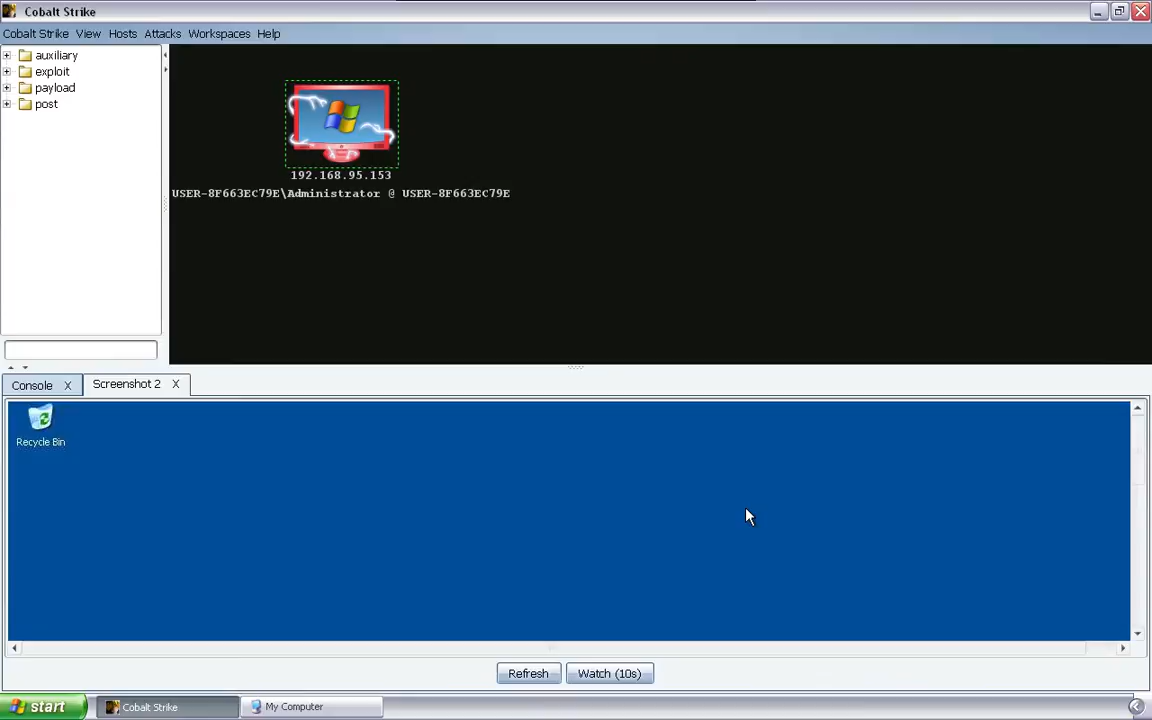 Cobalt Strike
Cobalt Strike View Hosts Attacks Workspaces Help
auxiliary
exploit
payload
post
192.168.95.153
USER-8F663EC79E\Administrator @ USER-8F663EC79E
Console X Screenshot 2 X
Recycle Bin
Refresh Watch (10s)
start Cobalt Strike My Computer